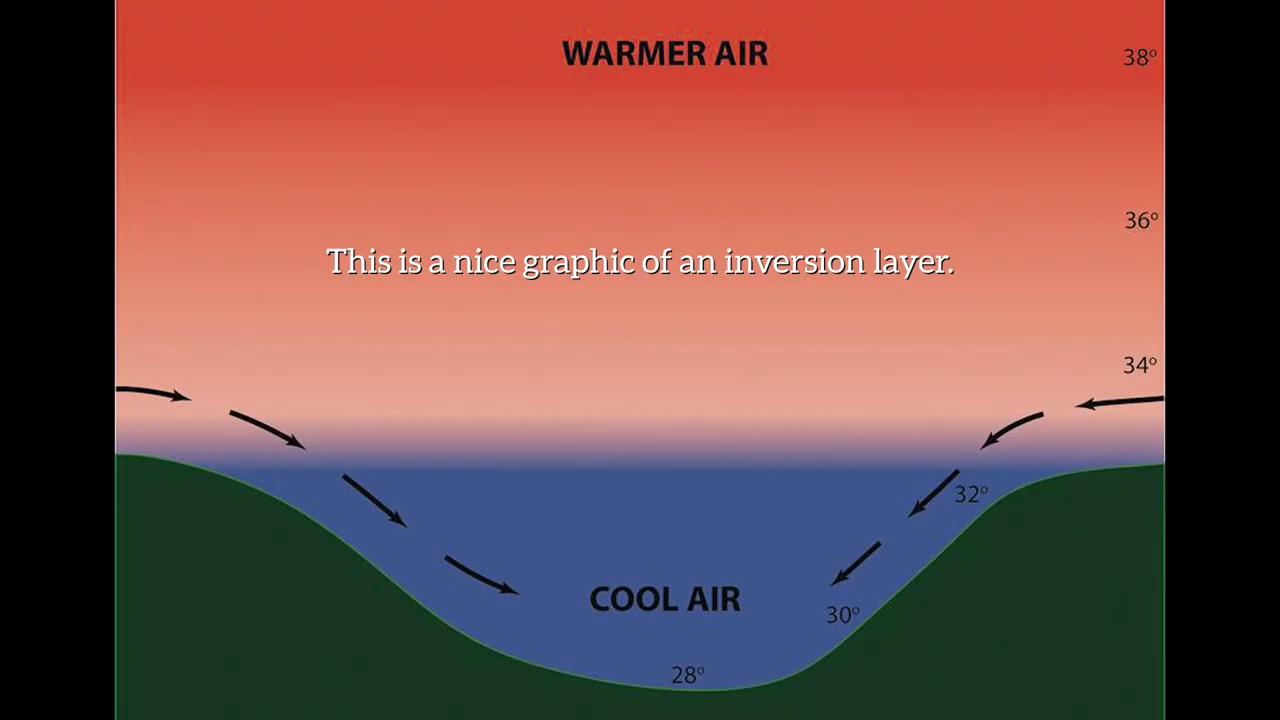 WARMER AIR
38°
36°
This is a nice graphic of an inversion layer.
34°
32°
COOL AIR
30°
28°